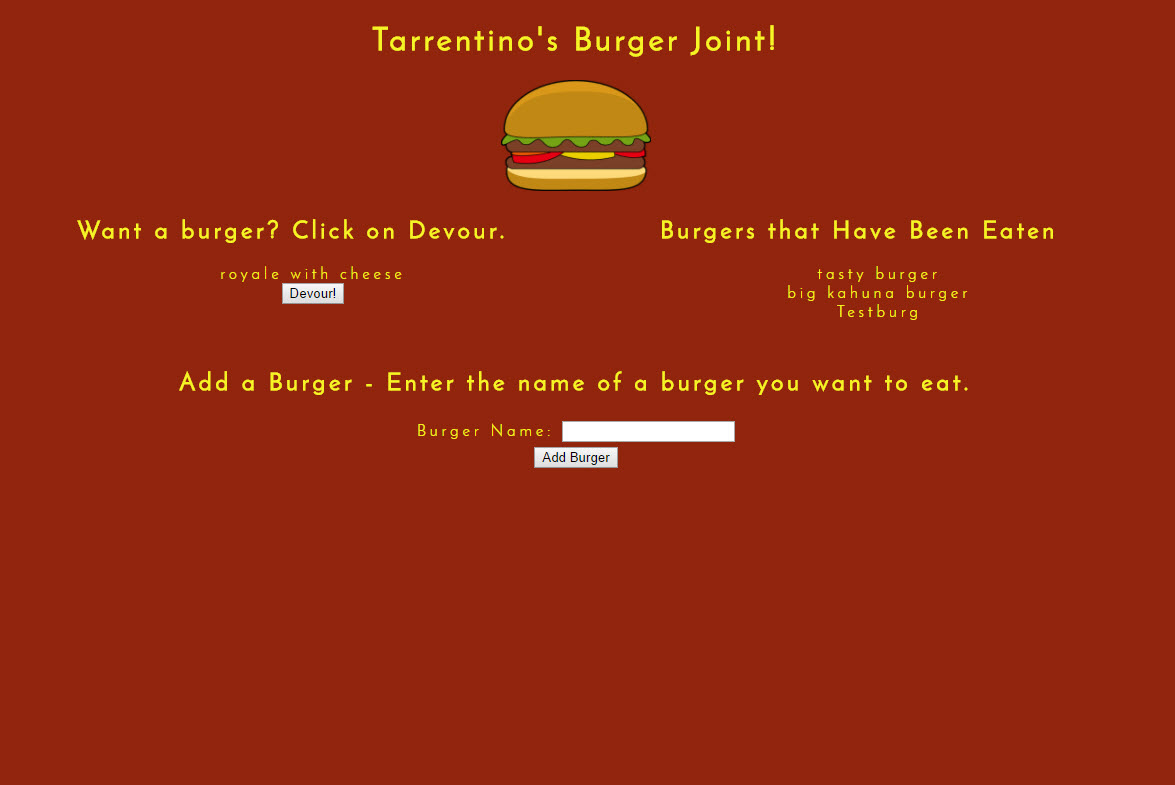 Tarrentino's Burger Joint!
Want a burger? Click on Devour.
royale with cheese
Devour!
Burgers that Have Been Eaten
tasty burger
big kahuna burger
Testburg
Add a Burger - Enter the name of a burger you want to eat.
Burger Name:
Add Burger